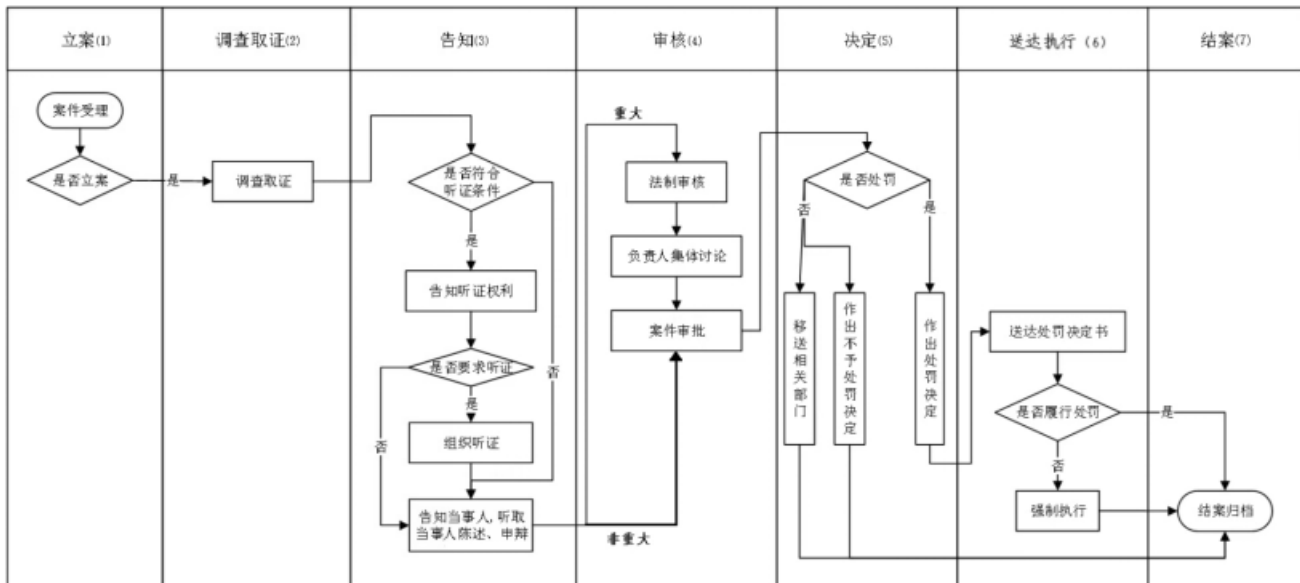 立案(1)
调查取证(2)
告知(3)
审核(4)
决定(5)
送达执行（6）
结案(7)
案件受理
是否立案
是
调查取证
是否符合
听证条件
是
否
告知听证权利
是否要求听证
是
否
组织听证
告知当事人,听取
当事人陈述、申辩
重大
非重大
法制审核
负责人集体讨论
案件审批
是否处罚
否
是
移送相关部门
作出不予处罚决定
作出处罚决定
送达处罚决定书
是否履行处罚
是
否
强制执行
结案归档